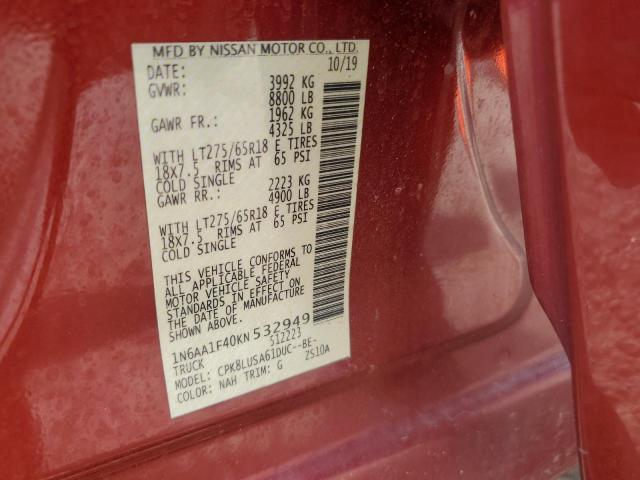 MFD BY NISSAN MOTOR CO., LTD.
DATE: 10/19
GVWR: 3992 KG
8800 LB
GAWR FR.: 1962 KG
4325 LB
WITH LT275/65R18 E TIRES
18X7.5 RIMS AT 65 PSI
COLD SINGLE
GAWR RR.: 2223 KG
4900 LB
WITH LT275/65R18 E TIRES
18X7.5 RIMS AT 65 PSI
COLD SINGLE
THIS VEHICLE CONFORMS TO
ALL APPLICABLE FEDERAL
MOTOR VEHICLE SAFETY
STANDARDS IN EFFECT ON
THE DATE OF MANUFACTURE
SHOWN ABOVE.
1N6AA1F40KN532949
TRUCK 512223
MODEL: CPK8LUSA61DUC--BE-
COLOR: NAH TRIM: G 2S10A